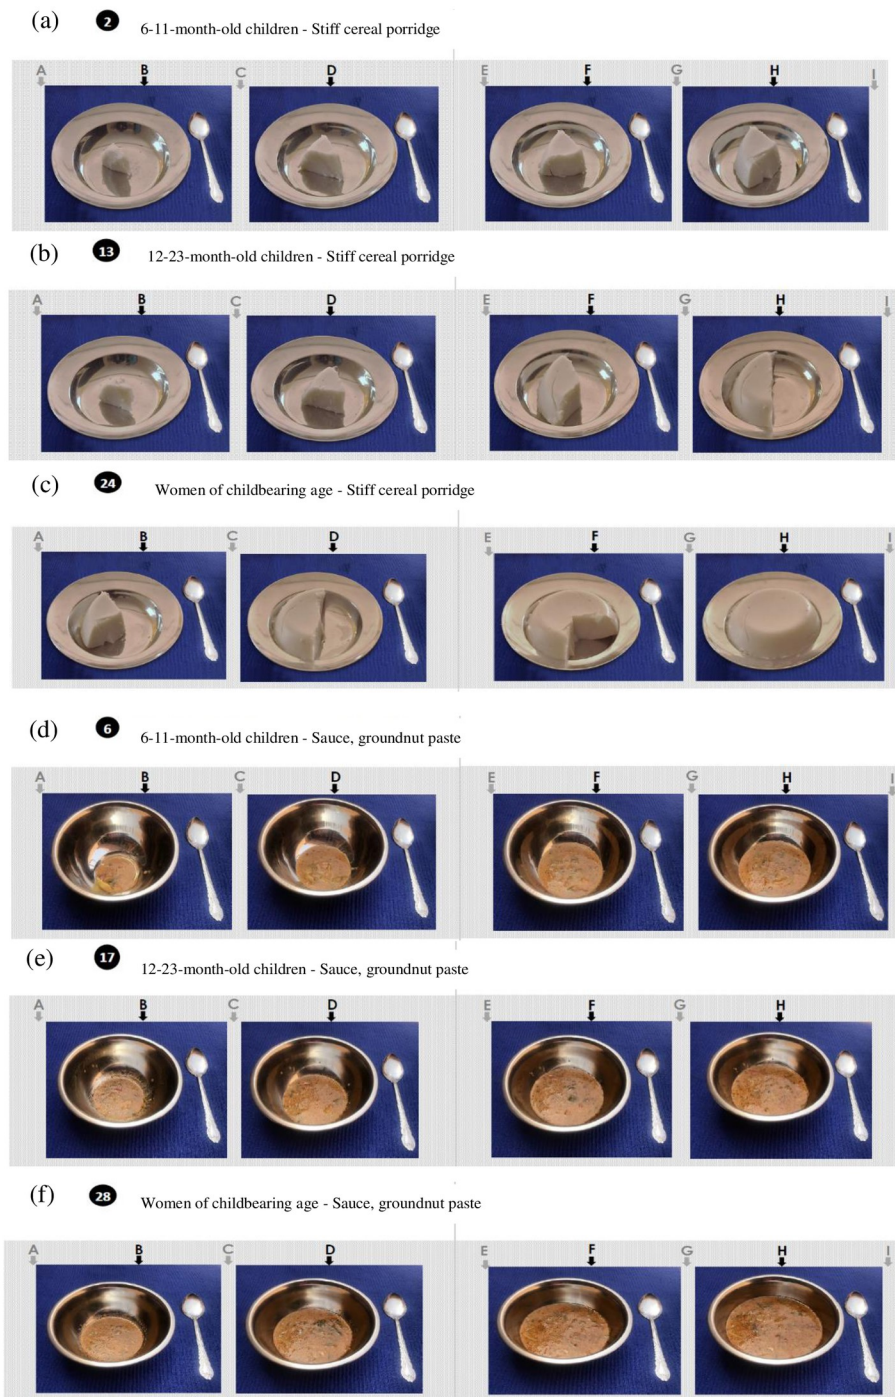 (a) 2 6-11-month-old children - Stiff cereal porridge
A B C D E F G H I
(b) 13 12-23-month-old children - Stiff cereal porridge
A B C D E F G H I
(c) 24 Women of childbearing age - Stiff cereal porridge
A B C D E F G H I
(d) 6 6-11-month-old children - Sauce, groundnut paste
A B C D E F G H I
(e) 17 12-23-month-old children - Sauce, groundnut paste
A B C D E F G H I
(f) 28 Women of childbearing age - Sauce, groundnut paste
A B C D E F G H I